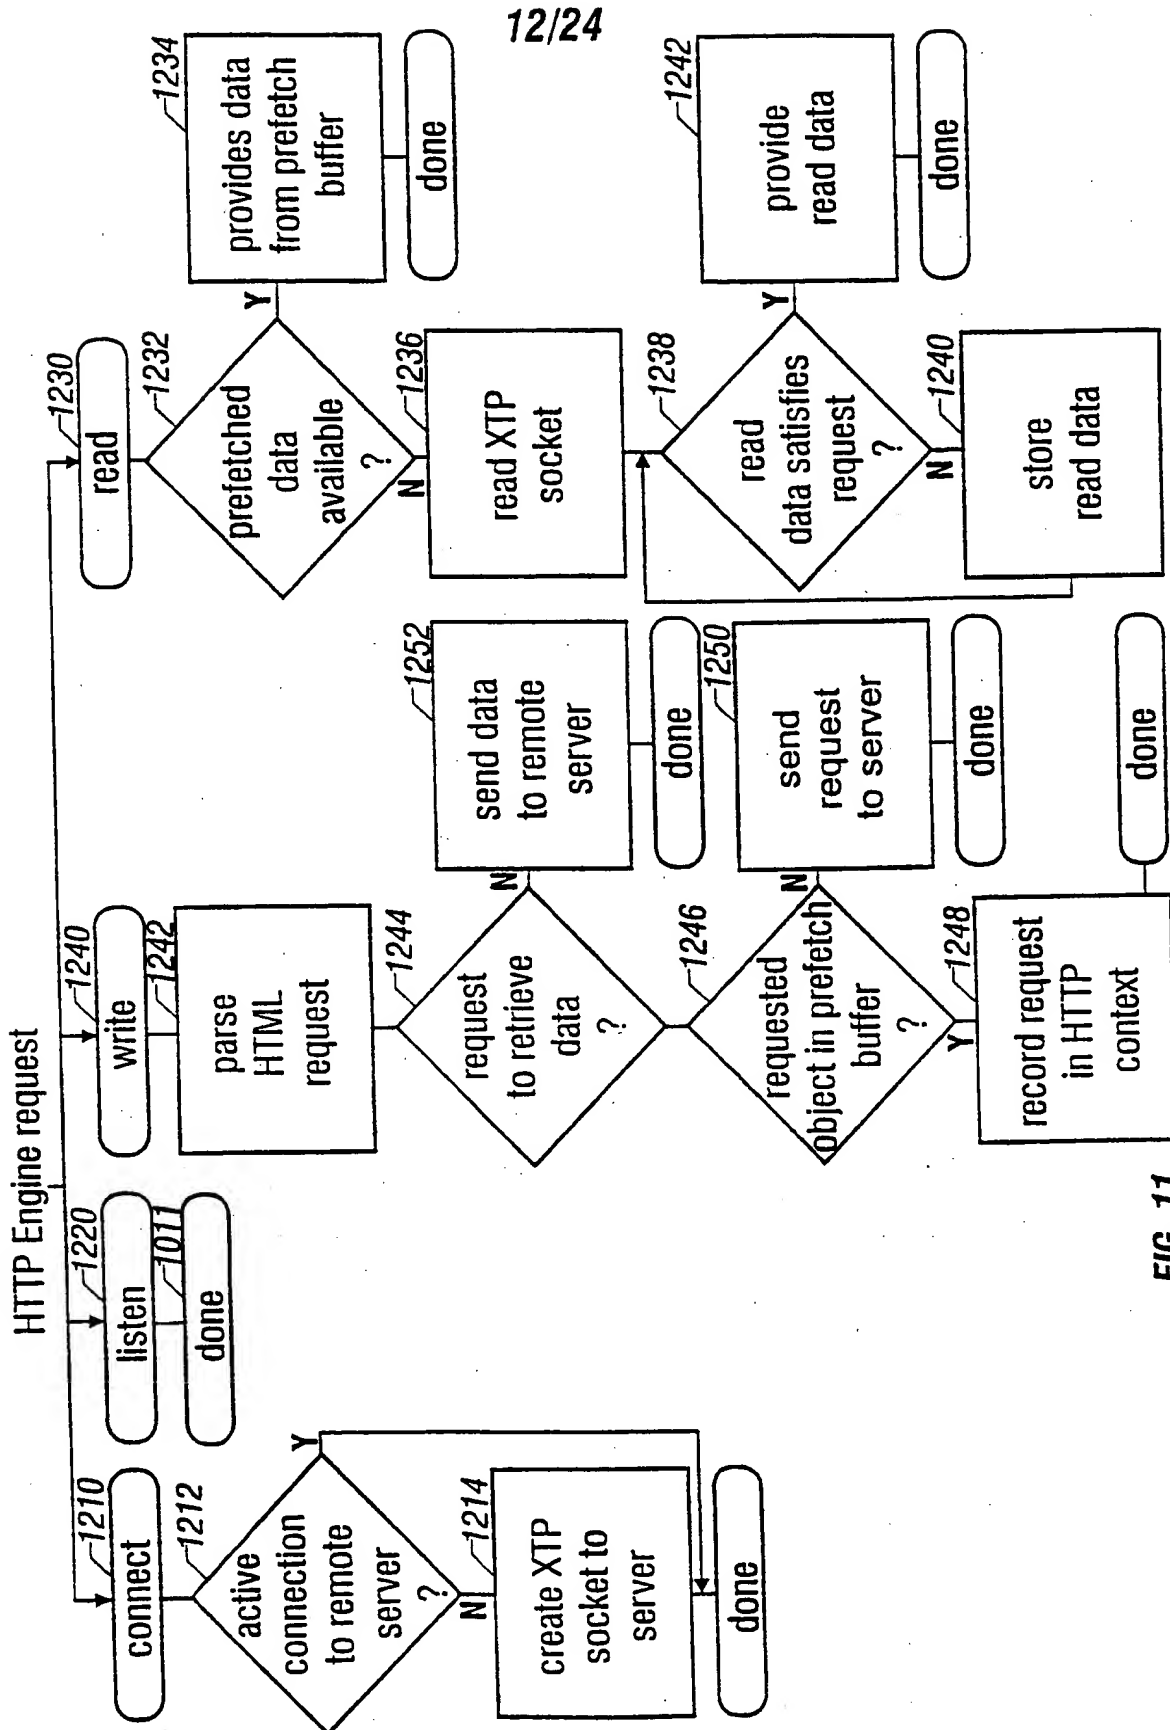 12/24
HTTP Engine request
1210
connect
1212
active
connection
to remote
server
?
Y
N
1214
create XTP
socket to
server
done
1220
listen
1011
done
1240
write
1242
parse
HTML
request
1244
request
to retrieve
data
?
N
1252
send data
to remote
server
done
1246
requested
object in prefetch
buffer
?
N
1250
send
request
to server
done
Y
1248
record request
in HTTP
context
done
1230
read
1232
prefetched
data
available
?
Y
1234
provides data
from prefetch
buffer
done
N
1236
read XTP
socket
1238
read
data satisfies
request
?
Y
1242
provide
read data
done
N
1240
store
read data
FIG. 11